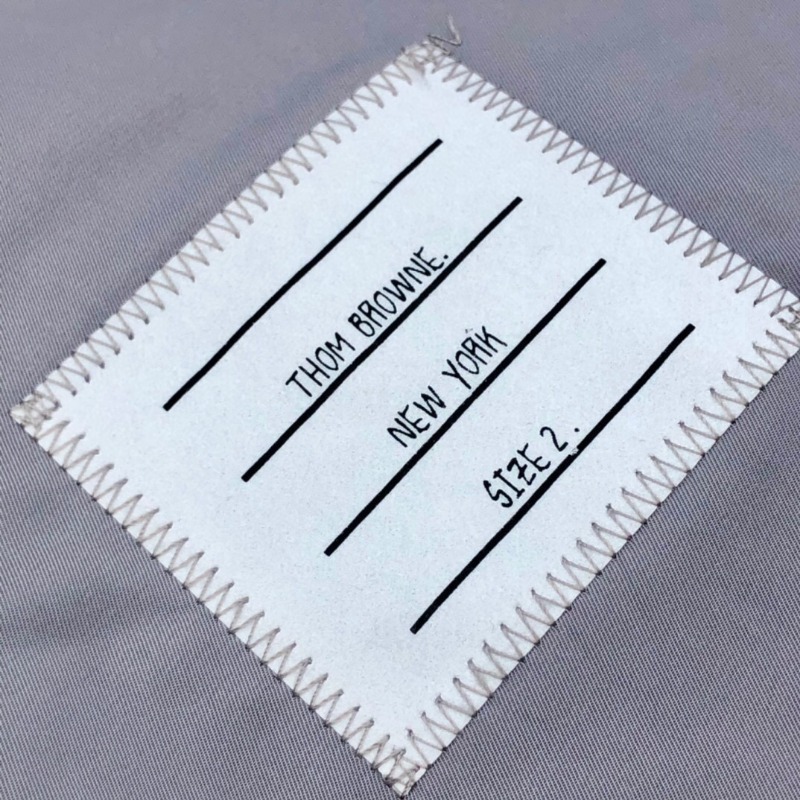 THOM BROWNE.
NEW YORK
SIZE 2.